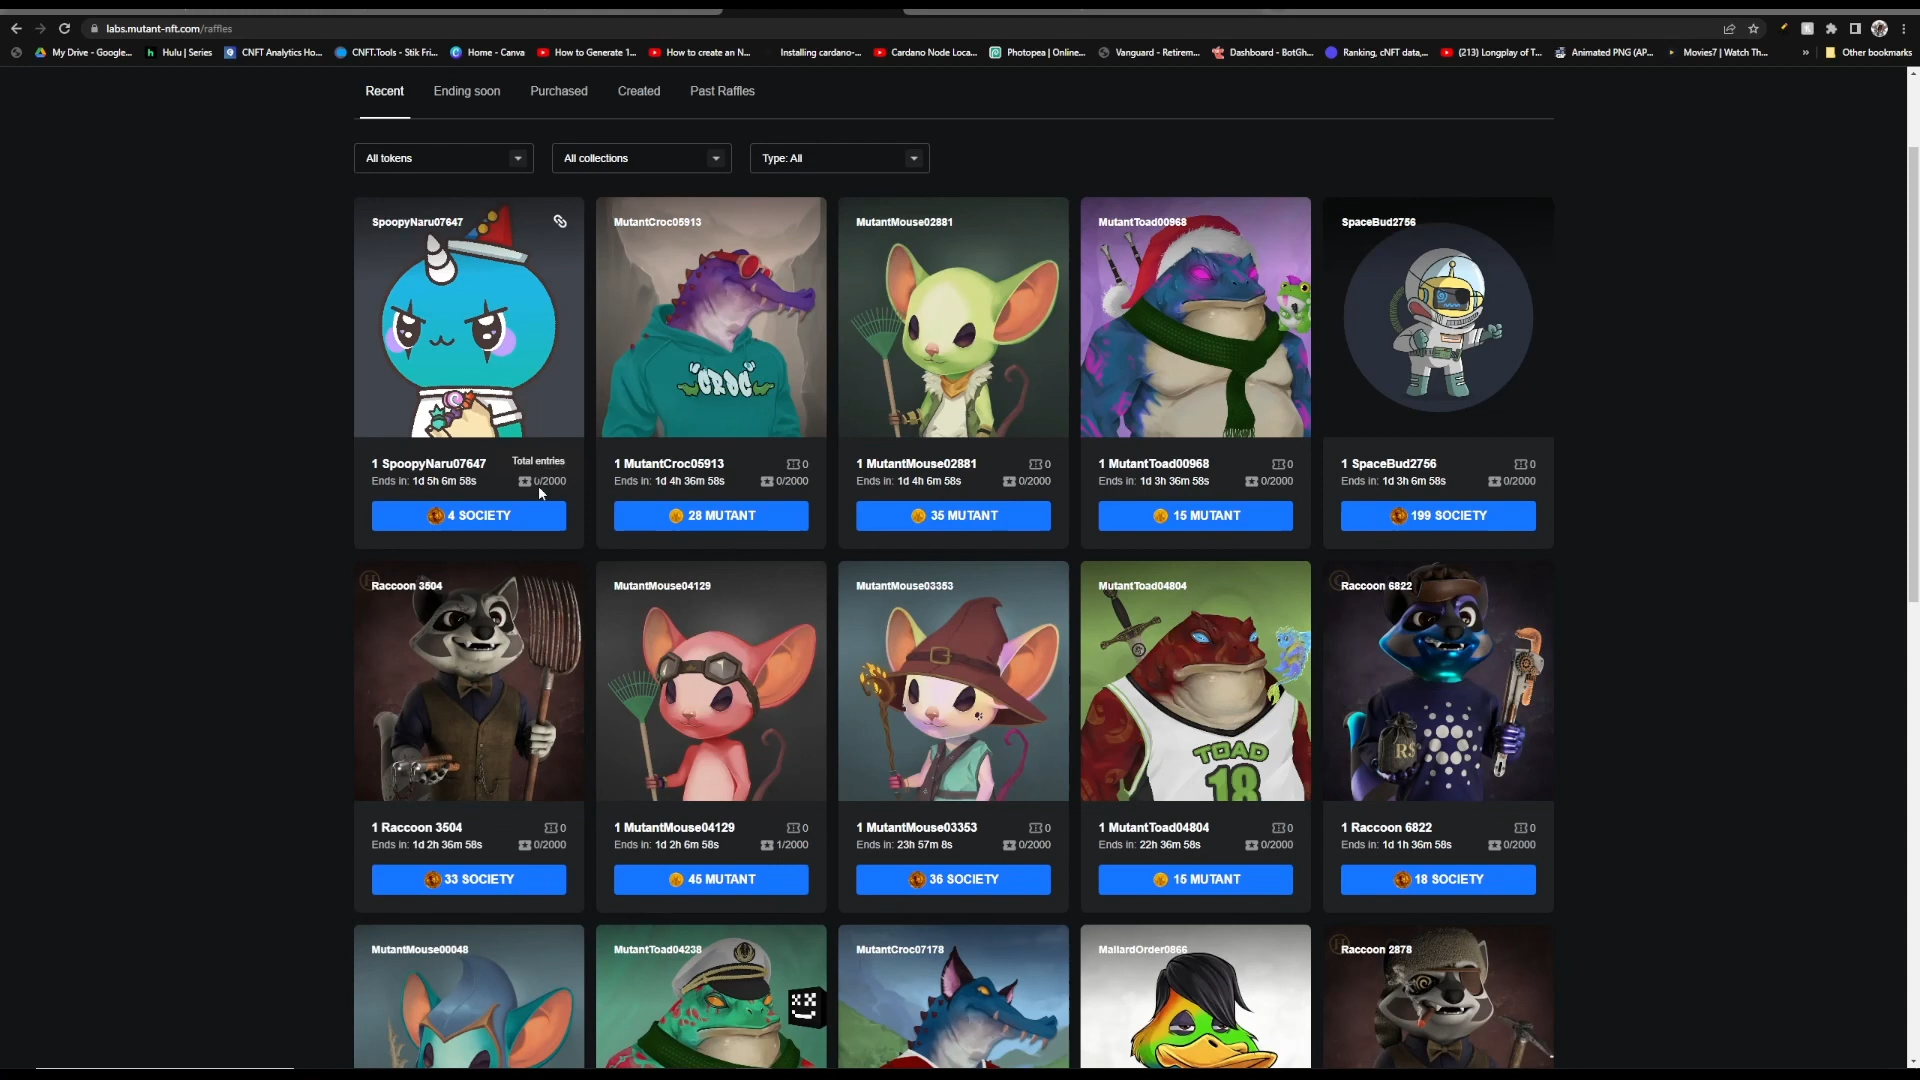 labs.mutant-nft.com/raffles
My Drive - Google...
Hulu | Series
CNFT Analytics Ho...
CNFT.Tools - Stik Fri...
Home - Canva
How to Generate 1...
How to create an N...
Installing cardano-...
Cardano Node Loca...
Photopea | Online...
Vanguard - Retirem...
Dashboard - BotGh...
Ranking, cNFT data,...
(213) Longplay of T...
Animated PNG (AP...
Movies7 | Watch Th...
»
Other bookmarks
Recent
Ending soon
Purchased
Created
Past Raffles
All tokens
All collections
Type: All
SpoopyNaru07647
MutantCroc05913
MutantMouse02881
MutantToad00968
SpaceBud2756
"CROC"
1 SpoopyNaru07647
Total entries
Ends in: 1d 5h 6m 58s
0/2000
4 SOCIETY
1 MutantCroc05913
0
Ends in: 1d 4h 36m 58s
0/2000
28 MUTANT
1 MutantMouse02881
0
Ends in: 1d 4h 6m 58s
0/2000
35 MUTANT
1 MutantToad00968
0
Ends in: 1d 3h 36m 58s
0/2000
15 MUTANT
1 SpaceBud2756
0
Ends in: 1d 3h 6m 58s
0/2000
199 SOCIETY
Raccoon 3504
MutantMouse04129
MutantMouse03353
MutantToad04804
Raccoon 6822
TOAD
18
R$
1 Raccoon 3504
0
Ends in: 1d 2h 36m 58s
0/2000
33 SOCIETY
1 MutantMouse04129
0
Ends in: 1d 2h 6m 58s
1/2000
45 MUTANT
1 MutantMouse03353
0
Ends in: 23h 57m 8s
0/2000
36 SOCIETY
1 MutantToad04804
0
Ends in: 22h 36m 58s
0/2000
15 MUTANT
1 Raccoon 6822
0
Ends in: 1d 1h 36m 58s
0/2000
18 SOCIETY
MutantMouse00048
MutantToad04238
MutantCroc07178
MallardOrder0866
Raccoon 2878